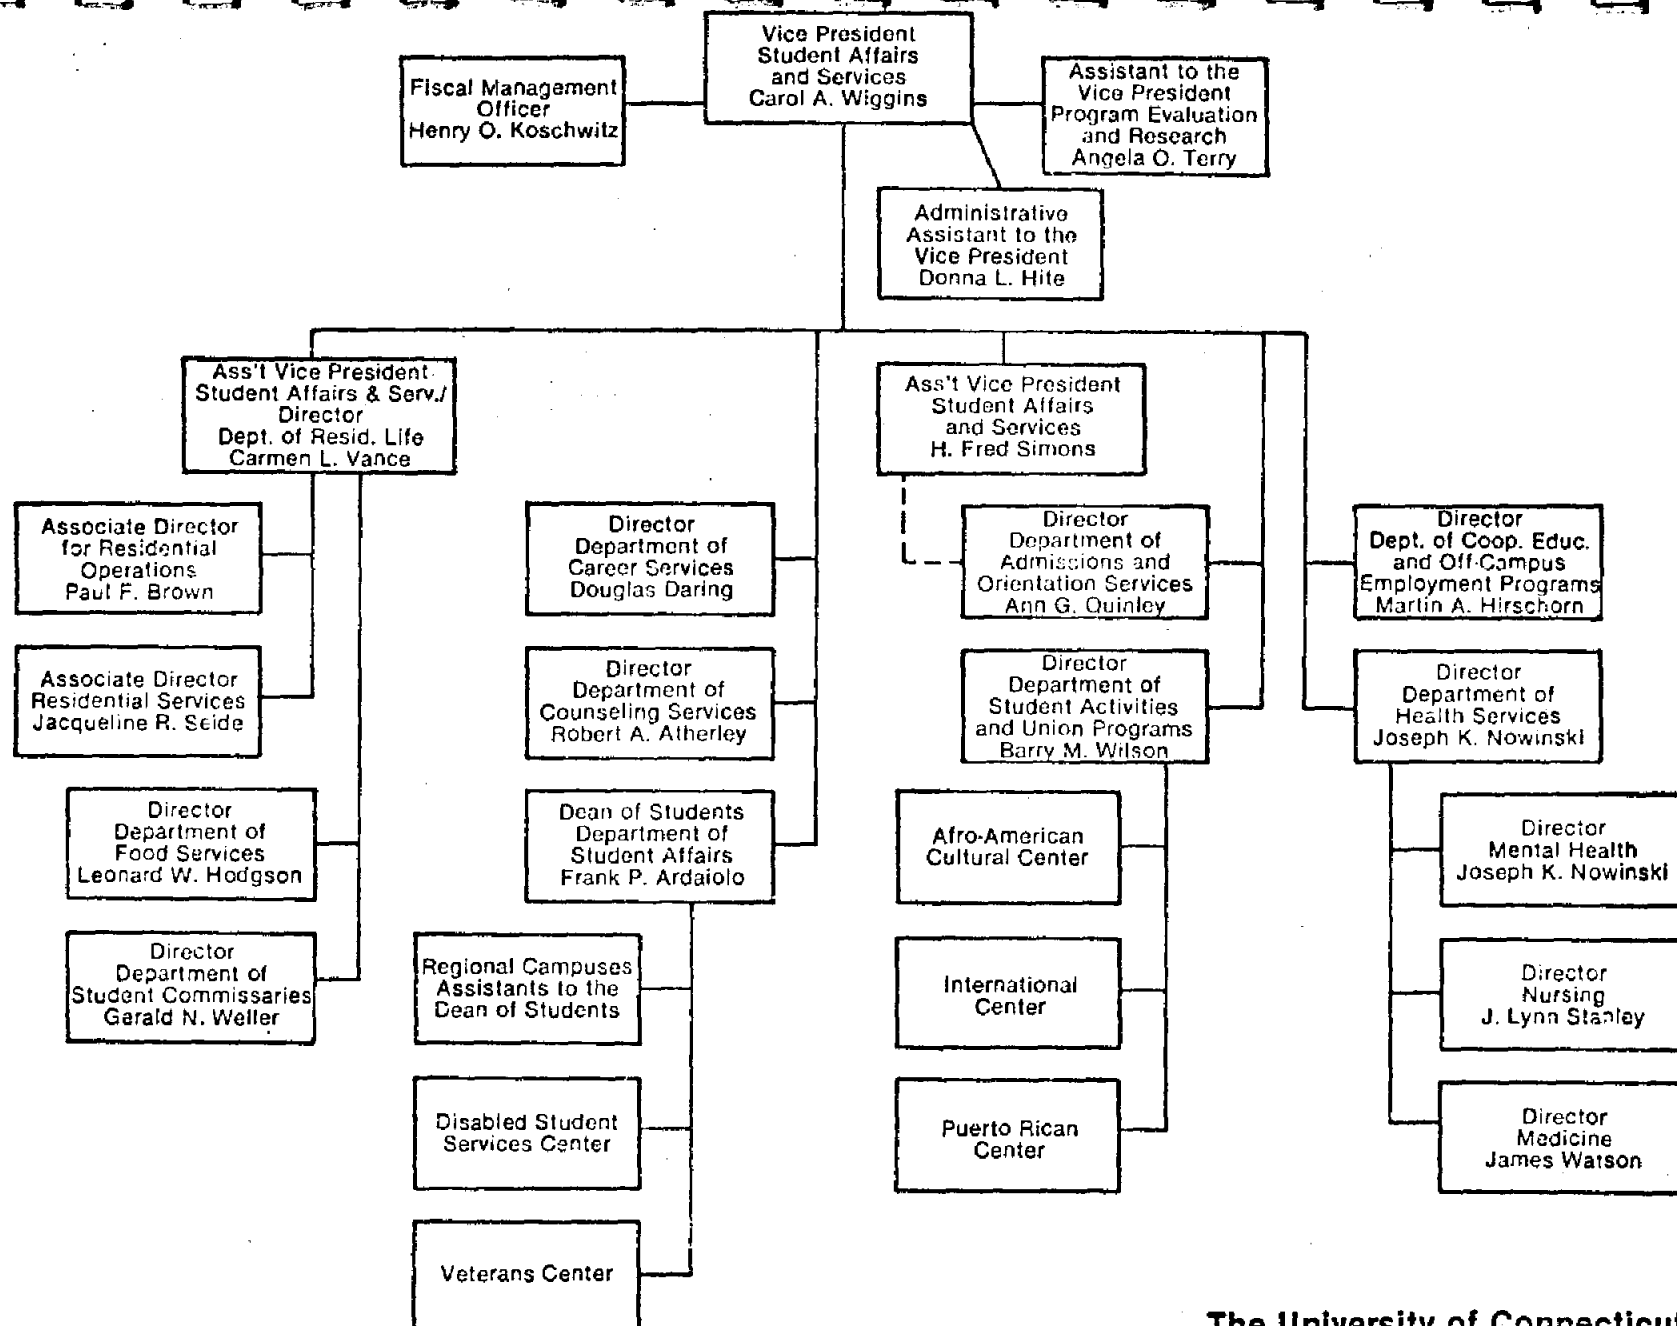 Vice President
Student Affairs
and Services
Carol A. Wiggins
Fiscal Management
Officer
Henry O. Koschwitz
Assistant to the
Vice President
Program Evaluation
and Research
Angela O. Terry
Administrative
Assistant to the
Vice President
Donna L. Hite
Ass't Vice President
Student Affairs & Serv./
Director
Dept. of Resid. Life
Carmen L. Vance
Ass't Vice President
Student Affairs
and Services
H. Fred Simons
Associate Director
for Residential
Operations
Paul F. Brown
Associate Director
Residential Services
Jacqueline R. Seide
Director
Department of
Food Services
Leonard W. Hodgson
Director
Department of
Student Commissaries
Gerald N. Weller
Director
Department of
Career Services
Douglas Daring
Director
Department of
Counseling Services
Robert A. Atherley
Dean of Students
Department of
Student Affairs
Frank P. Ardaiolo
Regional Campuses
Assistants to the
Dean of Students
Disabled Student
Services Center
Veterans Center
Director
Department of
Admissions and
Orientation Services
Ann G. Quinley
Director
Department of
Student Activities
and Union Programs
Barry M. Wilson
Afro-American
Cultural Center
International
Center
Puerto Rican
Center
Director
Dept. of Coop. Educ.
and Off-Campus
Employment Programs
Martin A. Hirschorn
Director
Department of
Health Services
Joseph K. Nowinski
Director
Mental Health
Joseph K. Nowinski
Director
Nursing
J. Lynn Stanley
Director
Medicine
James Watson
The University of Connecticut